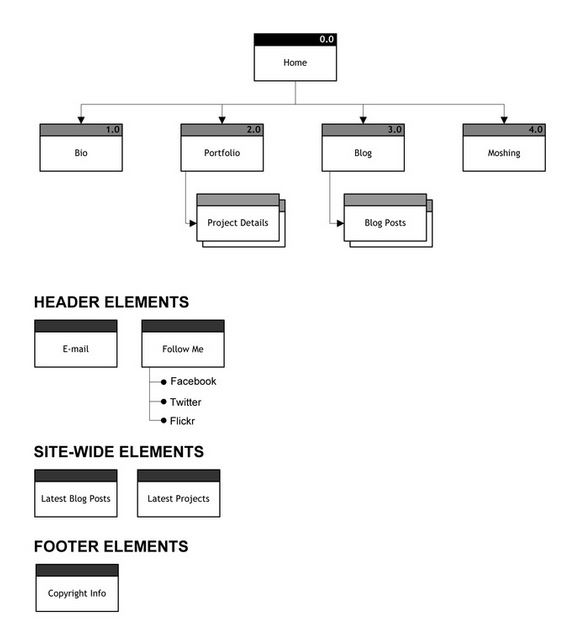 0.0
Home
1.0
2.0
3.0
4.0
Bio
Portfolio
Blog
Moshing
Project Details
Blog Posts
HEADER ELEMENTS
E-mail
Follow Me
Facebook
Twitter
Flickr
SITE-WIDE ELEMENTS
Latest Blog Posts
Latest Projects
FOOTER ELEMENTS
Copyright Info